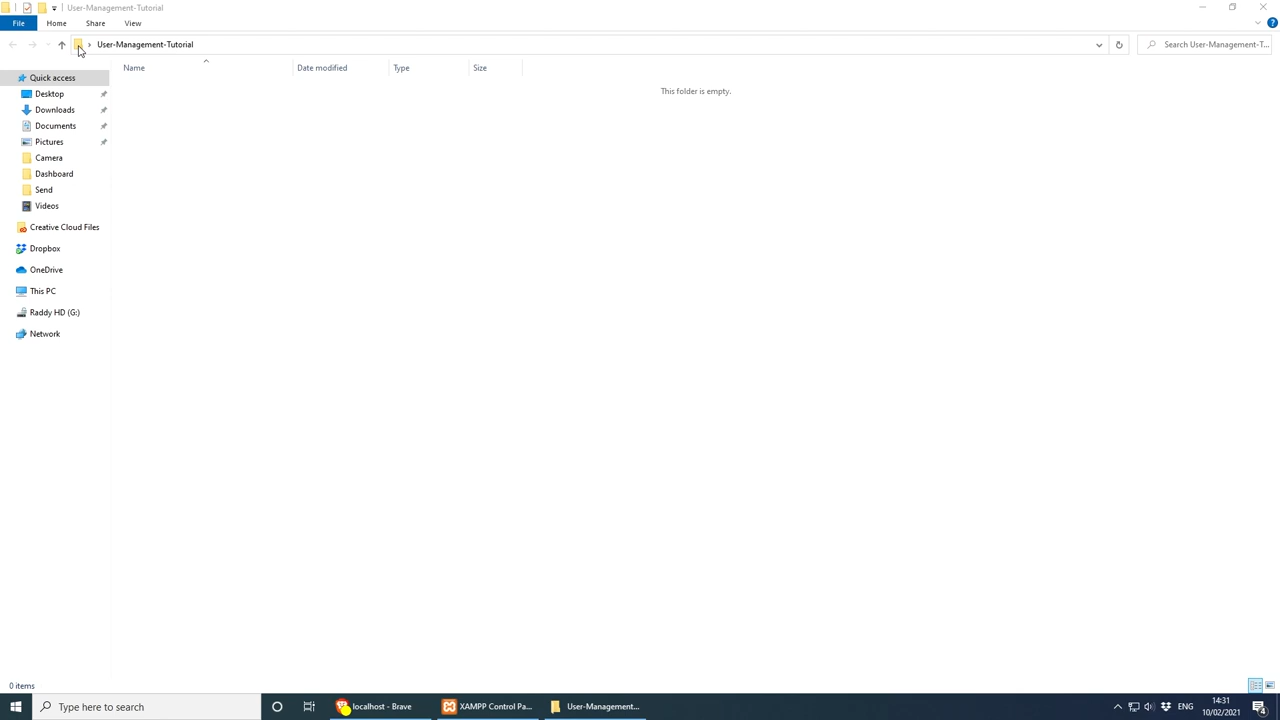 User-Management-Tutorial
File Home Share View
User-Management-Tutorial
Search User-Management-T...
Name Date modified Type Size
This folder is empty.
Quick access
Desktop
Downloads
Documents
Pictures
Camera
Dashboard
Send
Videos
Creative Cloud Files
Dropbox
OneDrive
This PC
Raddy HD (G:)
Network
0 items
Type here to search
localhost - Brave
XAMPP Control Pa...
User-Management...
ENG
14:31
10/02/2021
4